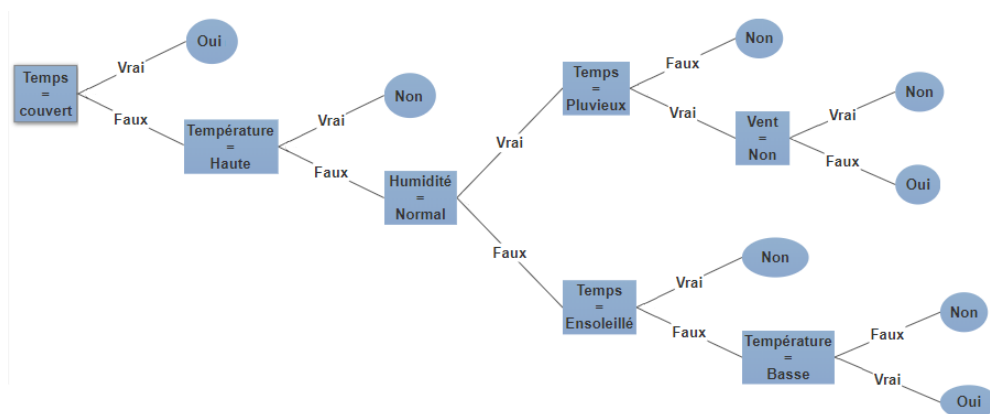 Temps
=
couvert
Vrai
Oui
Faux
Température
=
Haute
Vrai
Non
Faux
Humidité
=
Normal
Vrai
Temps
=
Pluvieux
Faux
Non
Vrai
Vent
=
Non
Vrai
Non
Faux
Oui
Faux
Temps
=
Ensoleillé
Vrai
Non
Faux
Température
=
Basse
Faux
Non
Vrai
Oui